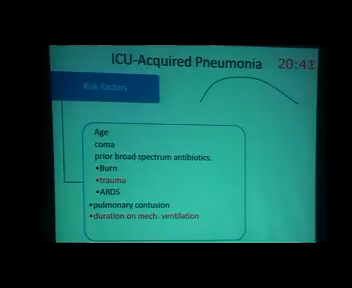 ICU-Acquired Pneumonia
20:41
Risk Factors
Age
coma
prior broad spectrum antibiotics.
•Burn
•trauma
•ARDS
•pulmonary contusion
•duration on mech. ventilation